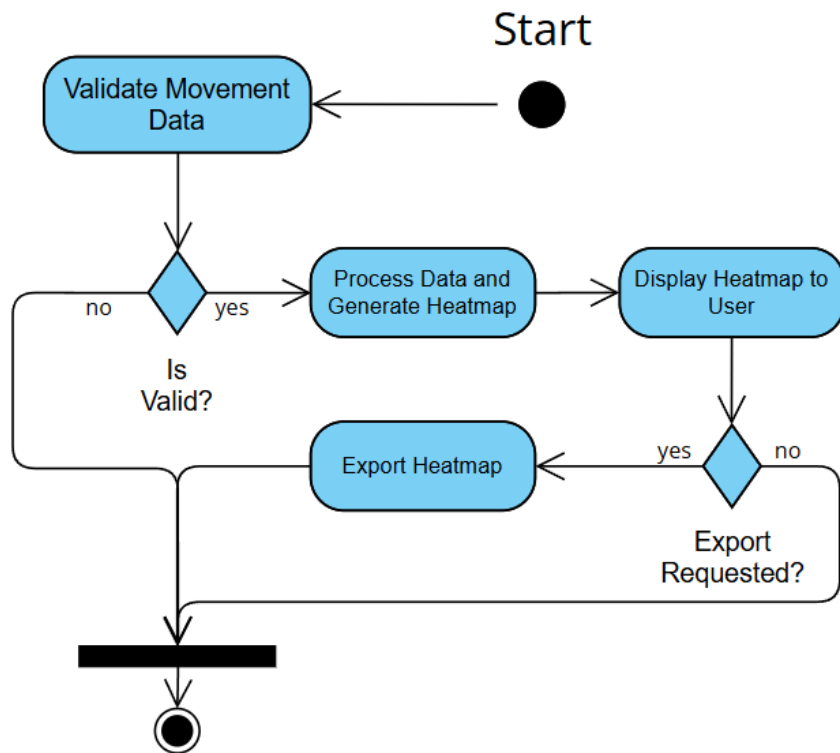 Start
Validate Movement
Data
no
yes
Is
Valid?
Process Data and
Generate Heatmap
Display Heatmap to
User
Export Heatmap
yes
no
Export
Requested?